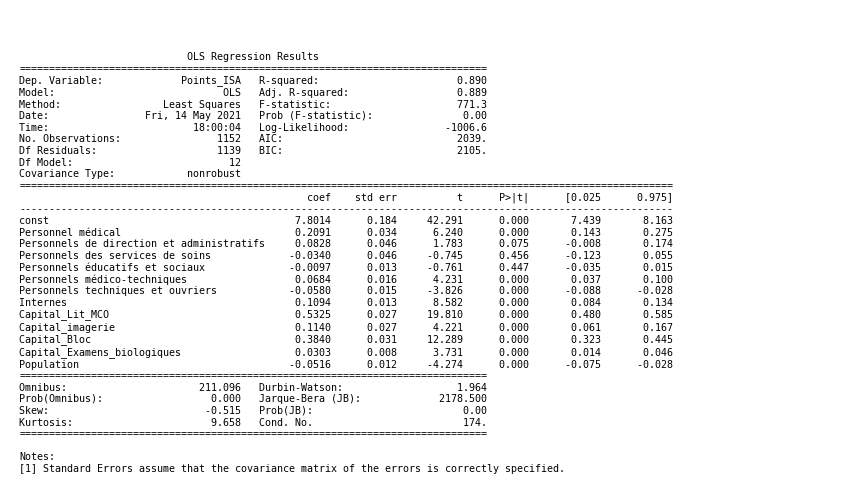 OLS Regression Results
==============================================================================
Dep. Variable:             Points_ISA   R-squared:                       0.890
Model:                            OLS   Adj. R-squared:                  0.889
Method:                 Least Squares   F-statistic:                     771.3
Date:                Fri, 14 May 2021   Prob (F-statistic):               0.00
Time:                        18:00:04   Log-Likelihood:                -1006.6
No. Observations:                1152   AIC:                             2039.
Df Residuals:                    1139   BIC:                             2105.
Df Model:                          12
Covariance Type:            nonrobust
=============================================================================================================
coef    std err          t      P>|t|      [0.025      0.975]
-------------------------------------------------------------------------------------------------------------
const                                         7.8014      0.184     42.291      0.000       7.439       8.163
Personnel médical                             0.2091      0.034      6.240      0.000       0.143       0.275
Personnels de direction et administratifs     0.0828      0.046      1.783      0.075      -0.008       0.174
Personnels des services de soins             -0.0340      0.046     -0.745      0.456      -0.123       0.055
Personnels éducatifs et sociaux              -0.0097      0.013     -0.761      0.447      -0.035       0.015
Personnels médico-techniques                  0.0684      0.016      4.231      0.000       0.037       0.100
Personnels techniques et ouvriers            -0.0580      0.015     -3.826      0.000      -0.088      -0.028
Internes                                      0.1094      0.013      8.582      0.000       0.084       0.134
Capital_Lit_MCO                               0.5325      0.027     19.810      0.000       0.480       0.585
Capital_imagerie                              0.1140      0.027      4.221      0.000       0.061       0.167
Capital_Bloc                                  0.3840      0.031     12.289      0.000       0.323       0.445
Capital_Examens_biologiques                   0.0303      0.008      3.731      0.000       0.014       0.046
Population                                   -0.0516      0.012     -4.274      0.000      -0.075      -0.028
==============================================================================
Omnibus:                      211.096   Durbin-Watson:                   1.964
Prob(Omnibus):                  0.000   Jarque-Bera (JB):             2178.500
Skew:                          -0.515   Prob(JB):                         0.00
Kurtosis:                       9.658   Cond. No.                         174.
==============================================================================
Notes:
[1] Standard Errors assume that the covariance matrix of the errors is correctly specified.